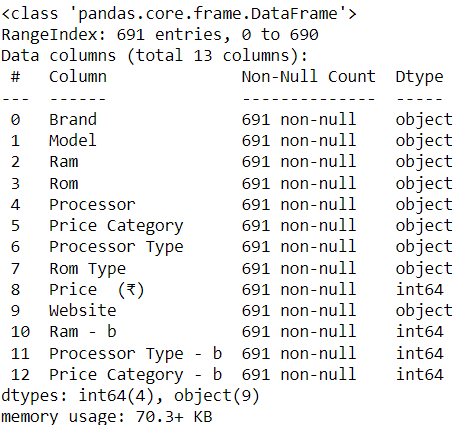 <class 'pandas.core.frame.DataFrame'>
RangeIndex: 691 entries, 0 to 690
Data columns (total 13 columns):
 #   Column              Non-Null Count  Dtype
---  ------              --------------  -----
 0   Brand               691 non-null    object
 1   Model               691 non-null    object
 2   Ram                 691 non-null    object
 3   Rom                 691 non-null    object
 4   Processor           691 non-null    object
 5   Price Category      691 non-null    object
 6   Processor Type      691 non-null    object
 7   Rom Type            691 non-null    object
 8   Price  (₹)          691 non-null    int64
 9   Website             691 non-null    object
 10  Ram - b             691 non-null    int64
 11  Processor Type - b  691 non-null    int64
 12  Price Category - b  691 non-null    int64
dtypes: int64(4), object(9)
memory usage: 70.3+ KB